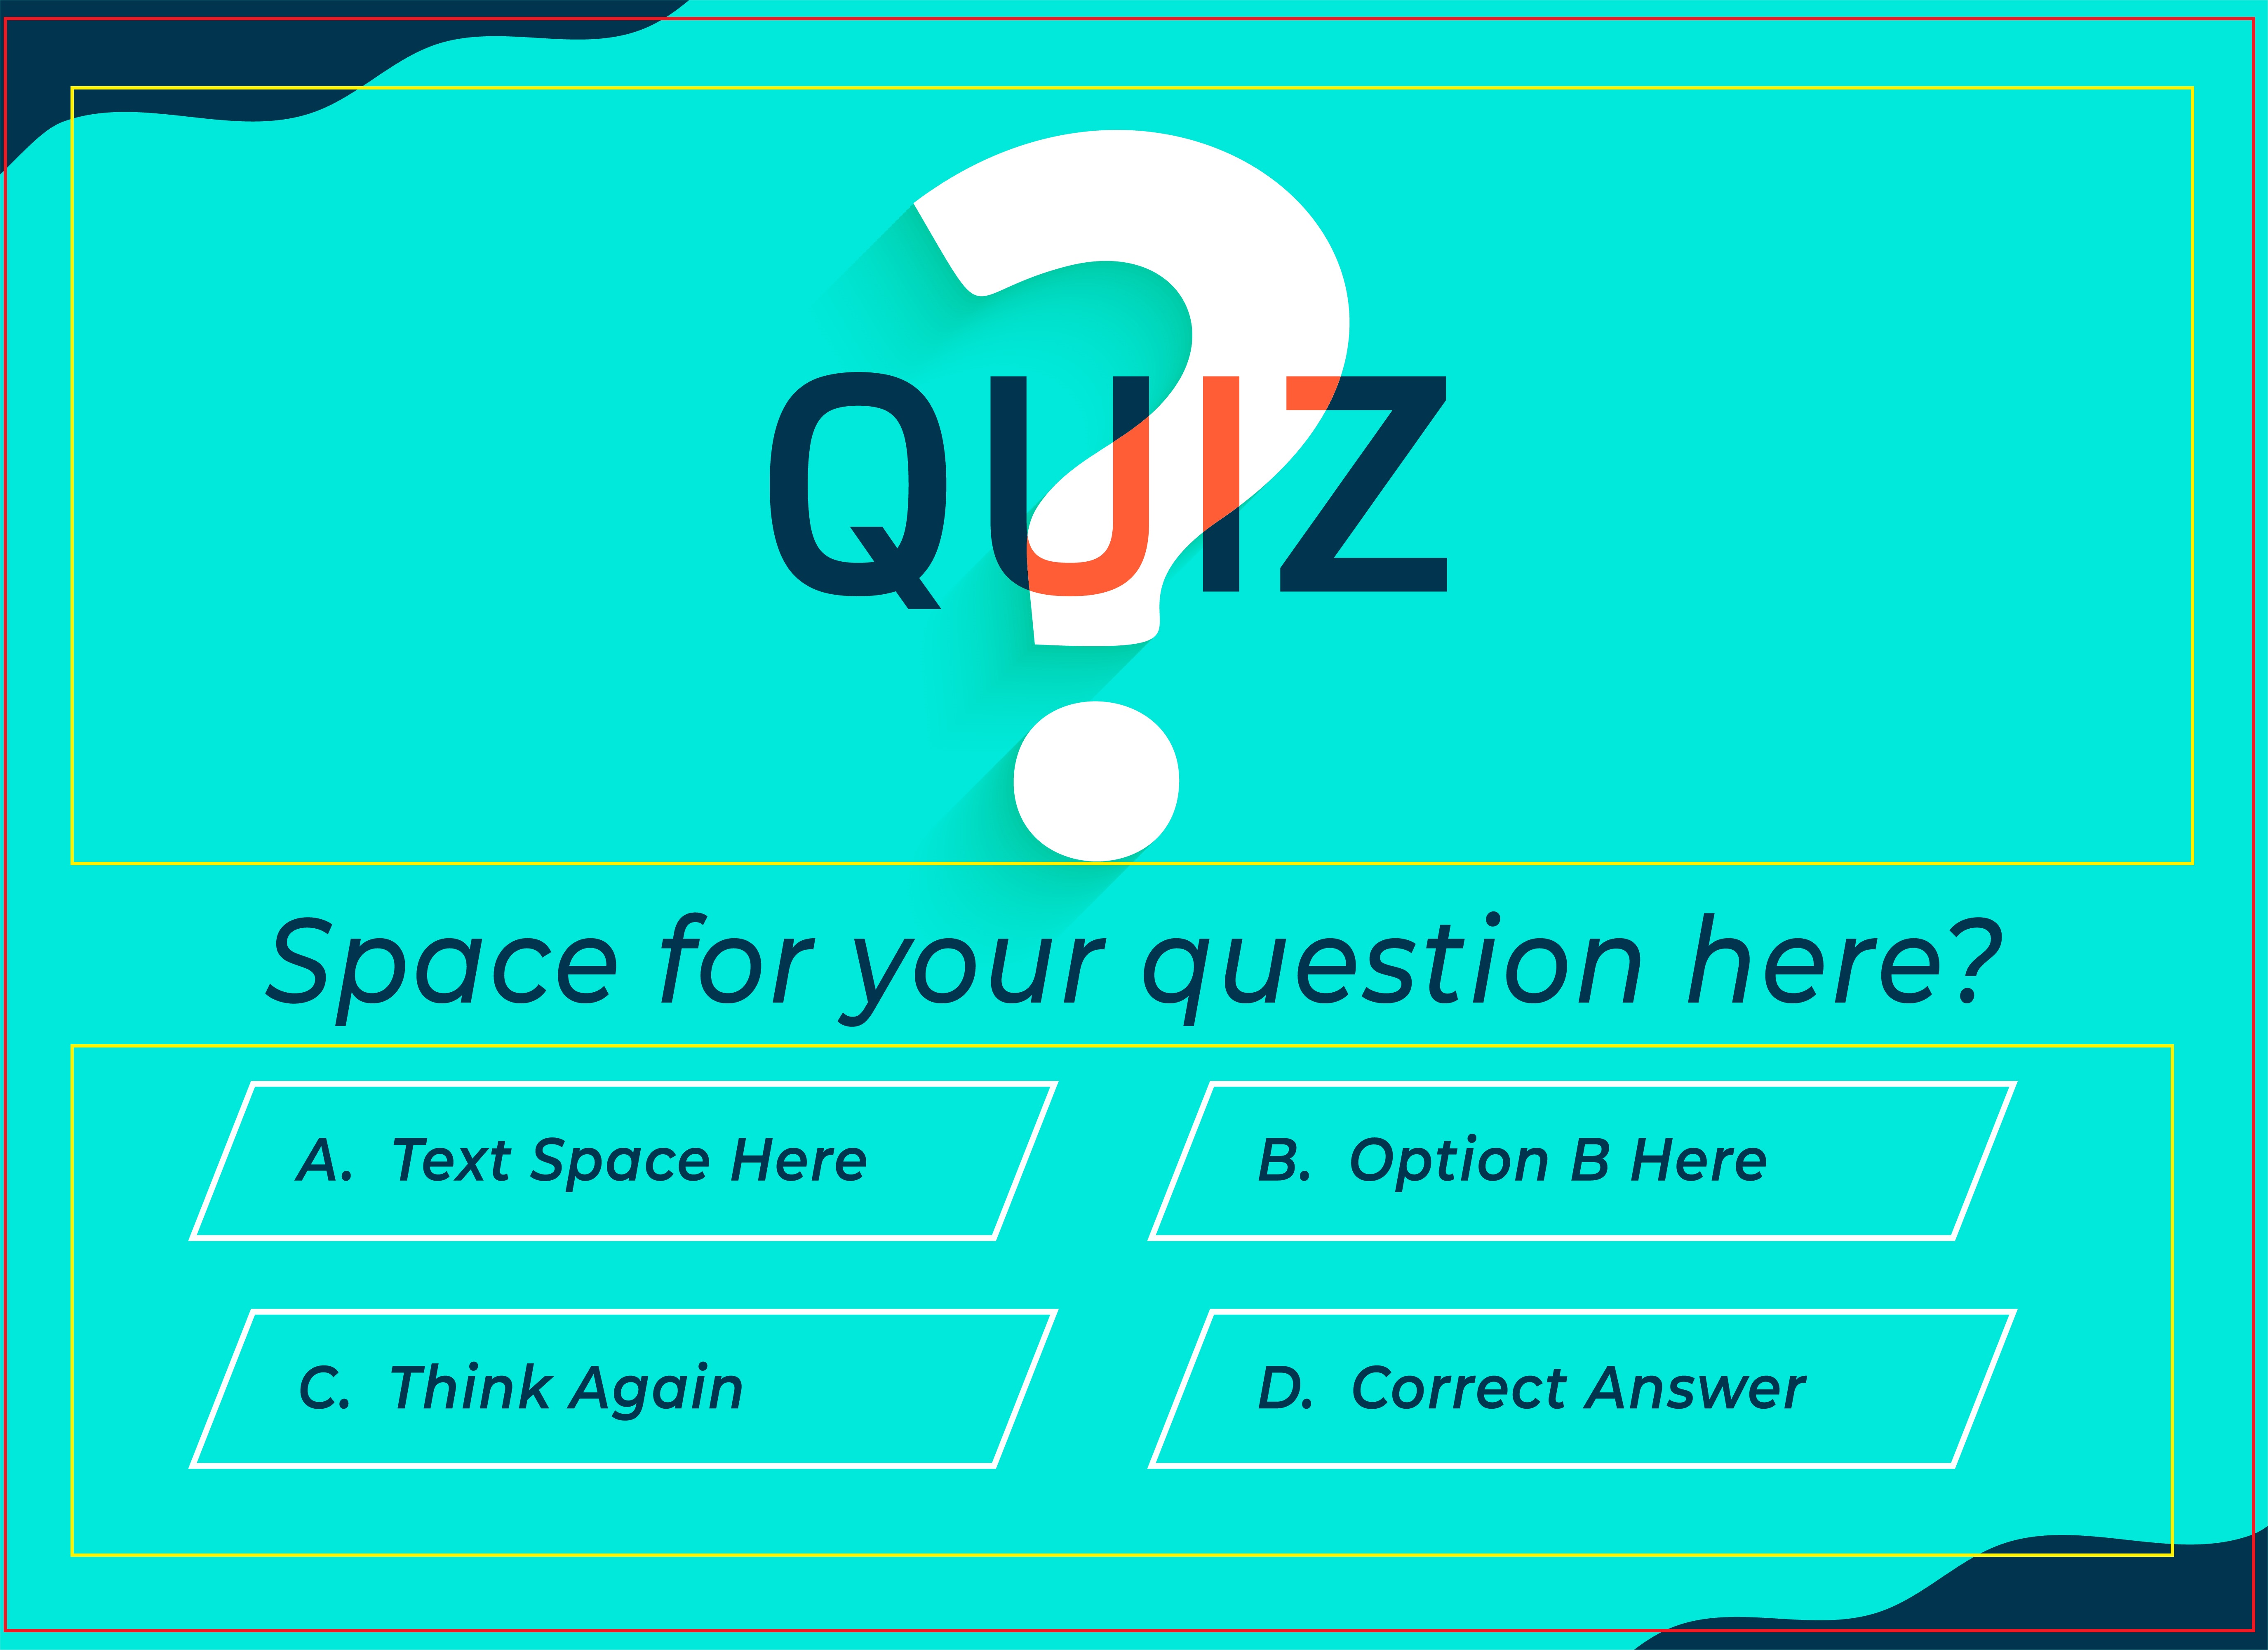 ?
QUIZ
Space for your question here?
A. Text Space Here
B. Option B Here
C. Think Again
D. Correct Answer